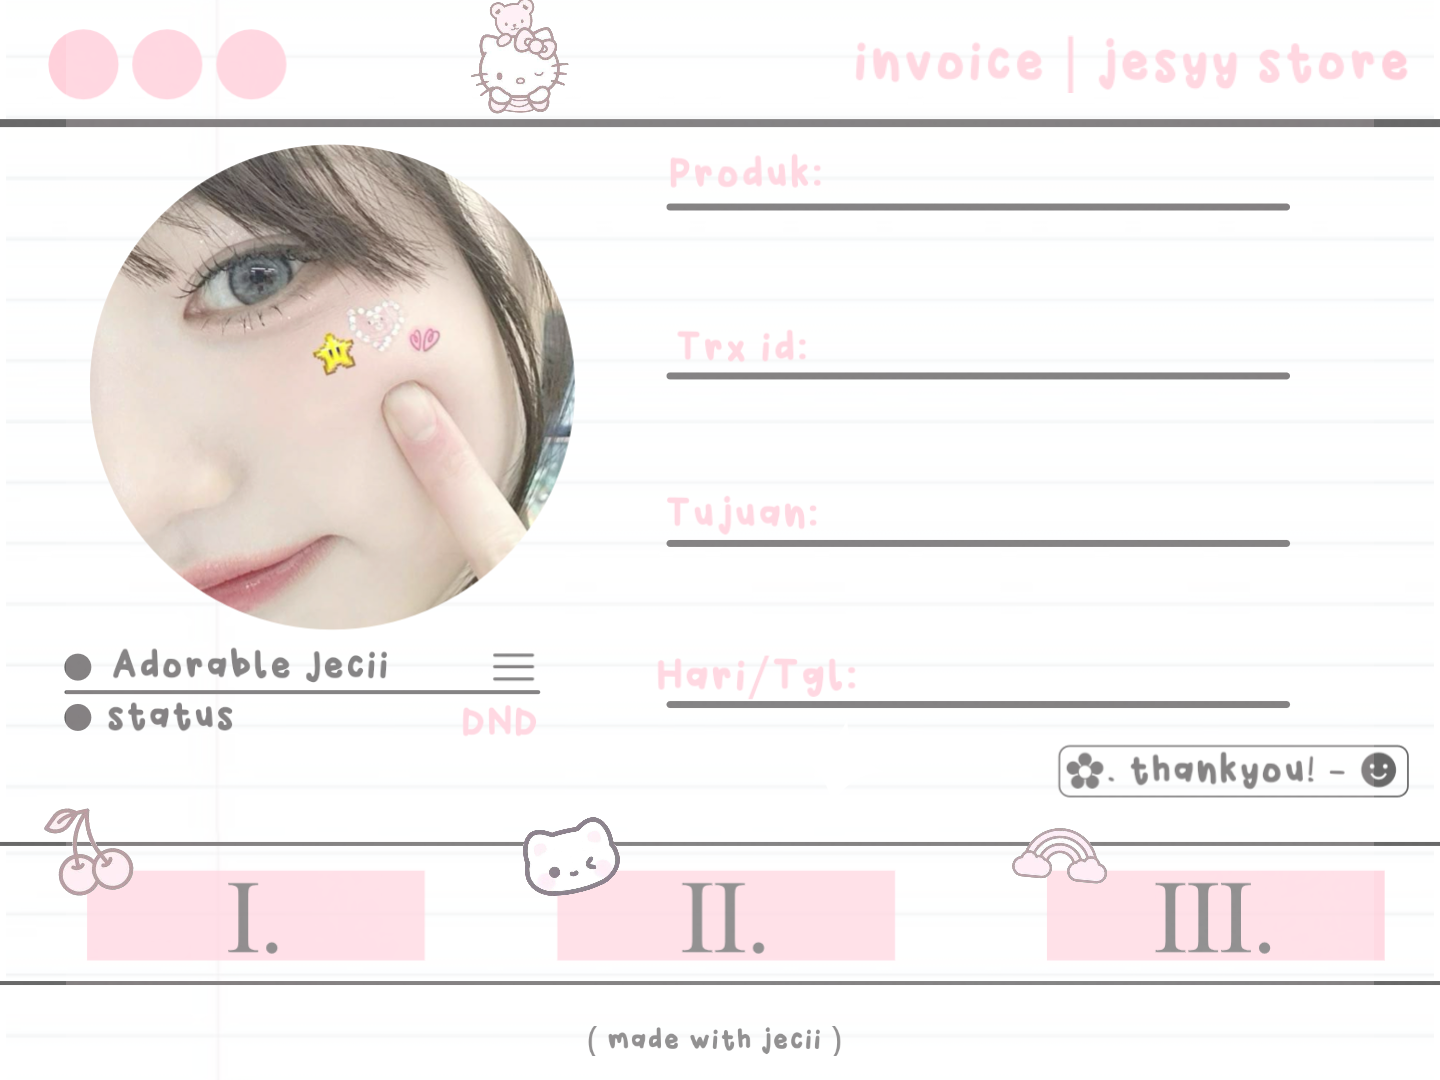 invoice | jesyy store
Produk:
Trx id:
Tujuan:
Hari/Tgl:
Adorable Jecii
status DND
. thankyou! -
I. II. III.
( made with jecii )